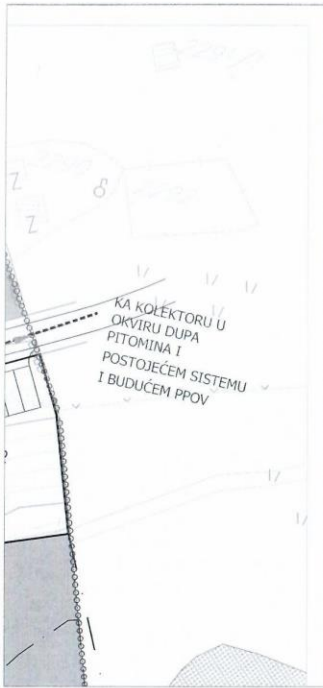 KA KOLEKTORU U
OKVIRU DUPA
PITOMINA I
POSTOJEĆEM SISTEMU
I BUDUĆEM PPOV